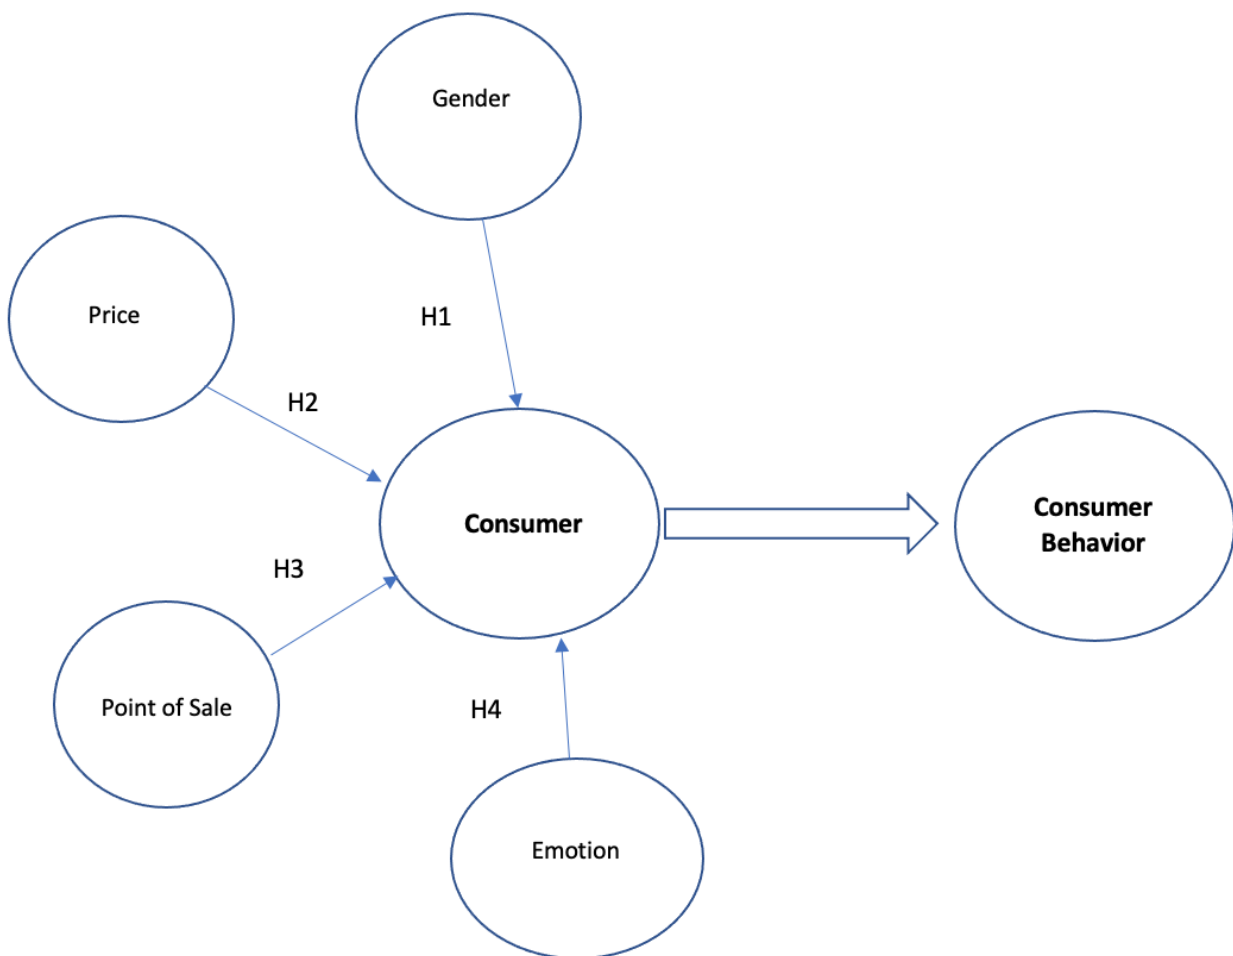 Gender
Price
H1
H2
Consumer
Consumer
Behavior
H3
Point of Sale
H4
Emotion